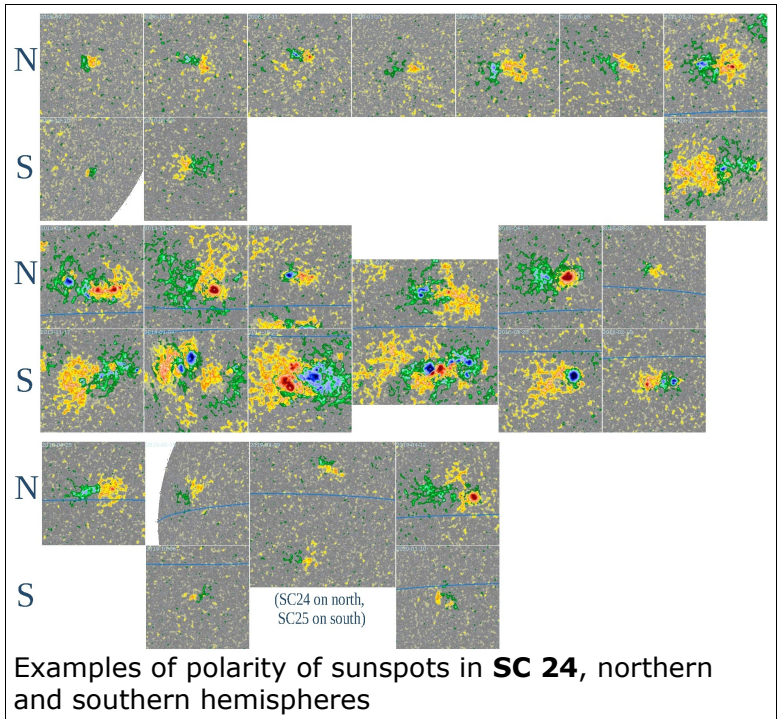 N
S
N
S
N
S
(SC24 on north,
SC25 on south)
Examples of polarity of sunspots in SC 24, northern
and southern hemispheres